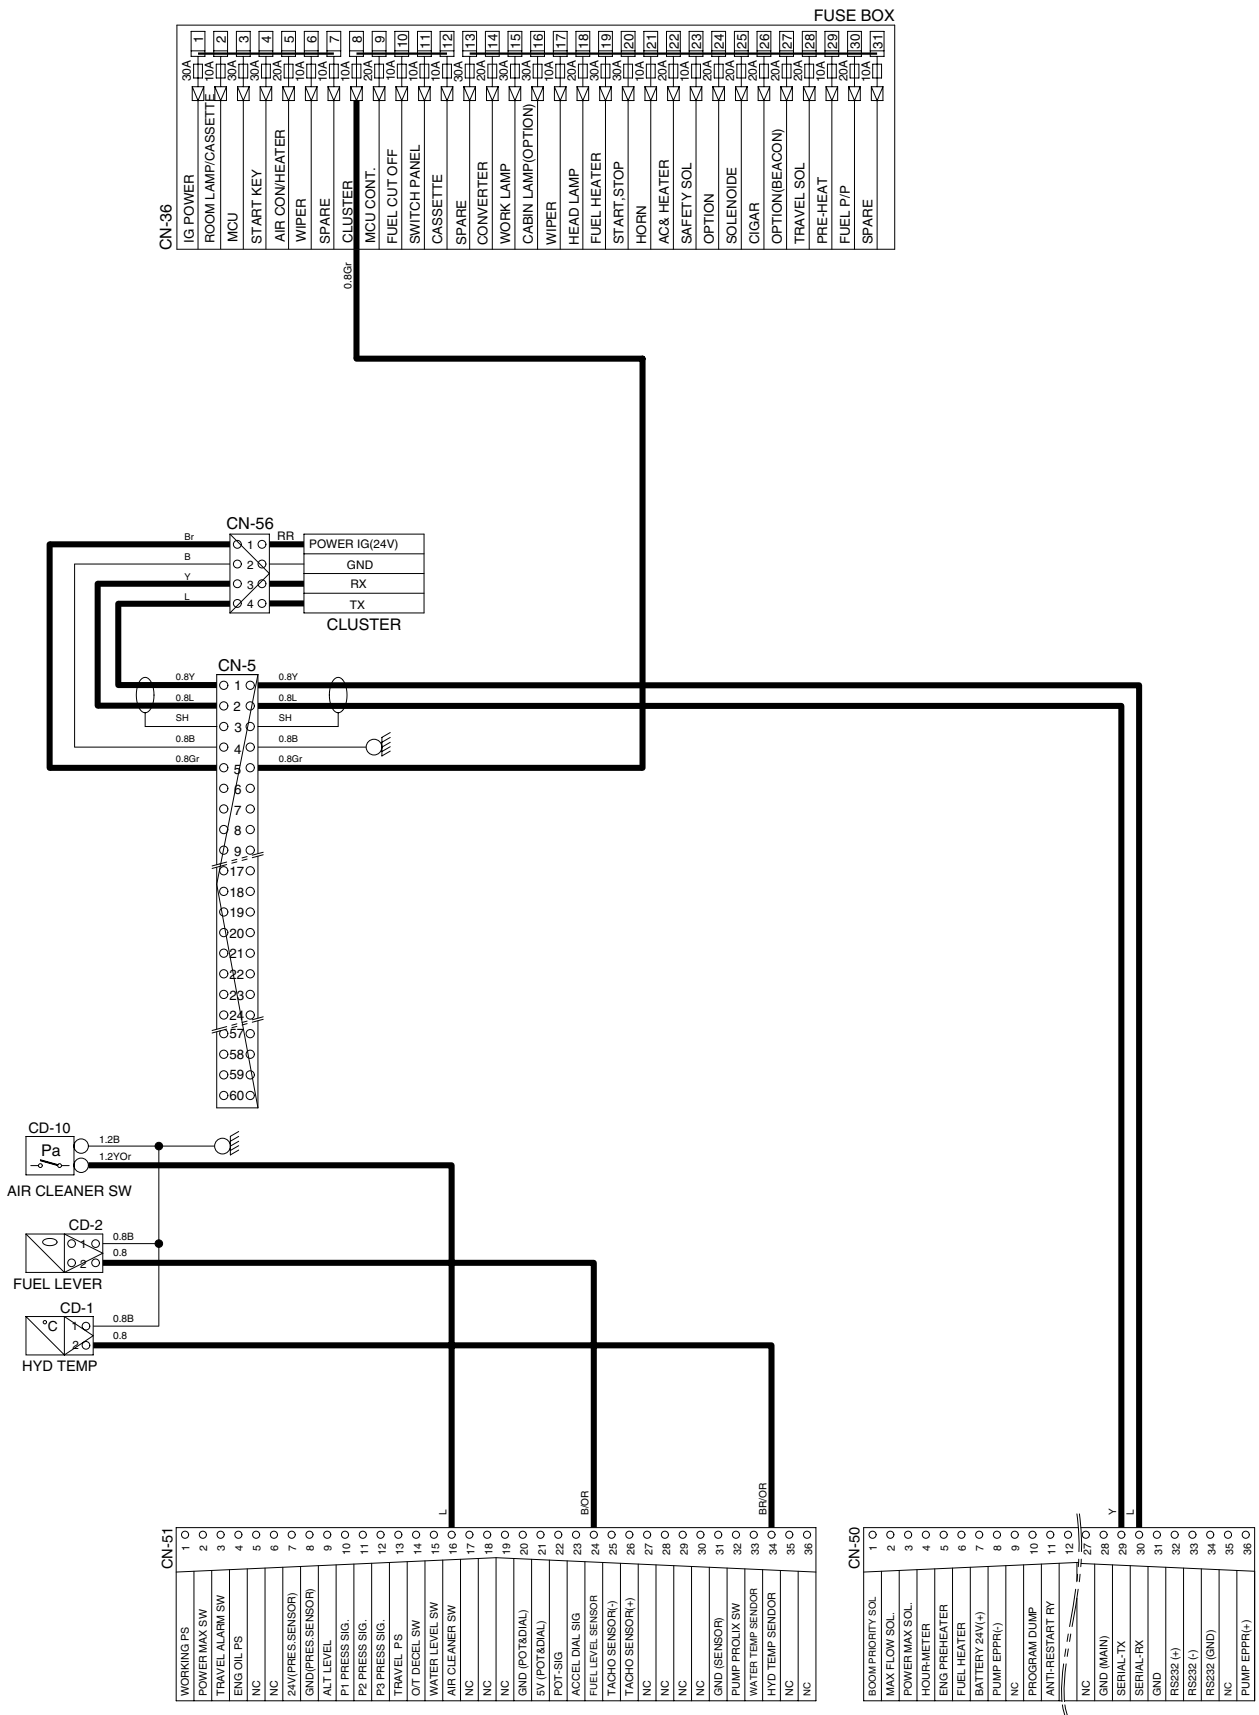 FUSE BOX
CN-36
1 2 3 4 5 6 7 8 9 10 11 12 13 14 15 16 17 18 19 20 21 22 23 24 25 26 27 28 29 30 31
30A 10A 30A 30A 20A 10A 10A 10A 20A 10A 10A 10A 30A 20A 30A 20A 10A 20A 20A 30A 10A 20A 10A 20A 20A 20A 20A 20A 10A 20A 10A
IG POWER
ROOM LAMP/CASSETTE
MCU
START KEY
AIR CON/HEATER
WIPER
SPARE
CLUSTER
MCU CONT.
FUEL CUT OFF
SWITCH PANEL
CASSETTE
SPARE
CONVERTER
WORK LAMP
CABIN LAMP(OPTION)
WIPER
HEAD LAMP
FUEL HEATER
START,STOP
HORN
AC& HEATER
SAFETY SOL
OPTION
SOLENOIDE
CIGAR
OPTION(BEACON)
TRAVEL SOL
PRE-HEAT
FUEL P/P
SPARE
0.8Gr
CN-56
Br 1 RR POWER IG(24V)
B 2 GND
Y 3 RX
L 4 TX
CLUSTER
CN-5
0.8Y 1 0.8Y
0.8L 2 0.8L
SH 3 SH
0.8B 4 0.8B
0.8Gr 5 0.8Gr
6
7
8
9
17
18
19
20
21
22
23
24
57
58
59
60
CD-10
Pa
1.2B
1.2YOr
AIR CLEANER SW
CD-2
1 0.8B
2 0.8
FUEL LEVER
CD-1
°C
1 0.8B
2 0.8
HYD TEMP
L
B/OR
BR/OR
Y
L
CN-51
1 WORKING PS
2 POWER MAX SW
3 TRAVEL ALARM SW
4 ENG OIL PS
5 NC
6 NC
7 24V(PRES.SENSOR)
8 GND(PRES.SENSOR)
9 ALT LEVEL
10 P1 PRESS SIG.
11 P2 PRESS SIG.
12 P3 PRESS SIG.
13 TRAVEL PS
14 O/T DECEL SW
15 WATER LEVEL SW
16 AIR CLEANER SW
17 NC
18 NC
19 NC
20 GND (POT&DIAL)
21 5V (POT&DIAL)
22 POT-SIG
23 ACCEL DIAL SIG
24 FUEL LEVEL SENSOR
25 TACHO SENSOR(-)
26 TACHO SENSOR(+)
27 NC
28 NC
29 NC
30 NC
31 GND (SENSOR)
32 PUMP PROLIX SW
33 WATER TEMP SENDOR
34 HYD TEMP SENDOR
35 NC
36 NC
CN-50
1 BOOM PRIORITY SOL
2 MAX FLOW SOL.
3 POWER MAX SOL.
4 HOUR-METER
5 ENG PREHEATER
6 FUEL HEATER
7 BATTERY 24V(+)
8 PUMP EPPR(-)
9 NC
10 PROGRAM DUMP
11 ANTI-RESTART RY
12
27 NC
28 GND (MAIN)
29 SERIAL-TX
30 SERIAL-RX
31 GND
32 RS232 (+)
33 RS232 (-)
34 RS232 (GND)
35 NC
36 PUMP EPPR(+)